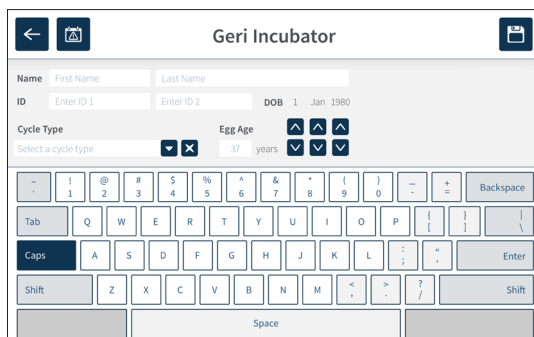 Geri Incubator
Name First Name Last Name
ID Enter ID 1 Enter ID 2 DOB 1 Jan 1980
Cycle Type Egg Age
Select a cycle type 37 years
~ ! @ # $ % ^ & * ( ) _ +
` 1 2 3 4 5 6 7 8 9 0 - = Backspace
Tab Q W E R T Y U I O P { [ } ] | \
Caps A S D F G H J K L : ; " ' Enter
Shift Z X C V B N M < , > . ? / Shift
Space